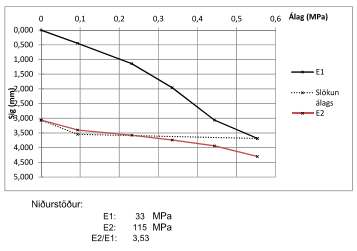 0 0,1 0,2 0,3 0,4 0,5 0,6 Álag (MPa)
0,000
0,500
1,000
1,500
2,000
2,500
3,000
3,500
4,000
4,500
5,000
Sig (mm)
E1
Slökun
álags
E2
Niðurstöður:
E1: 33 MPa
E2: 115 MPa
E2/E1: 3,53